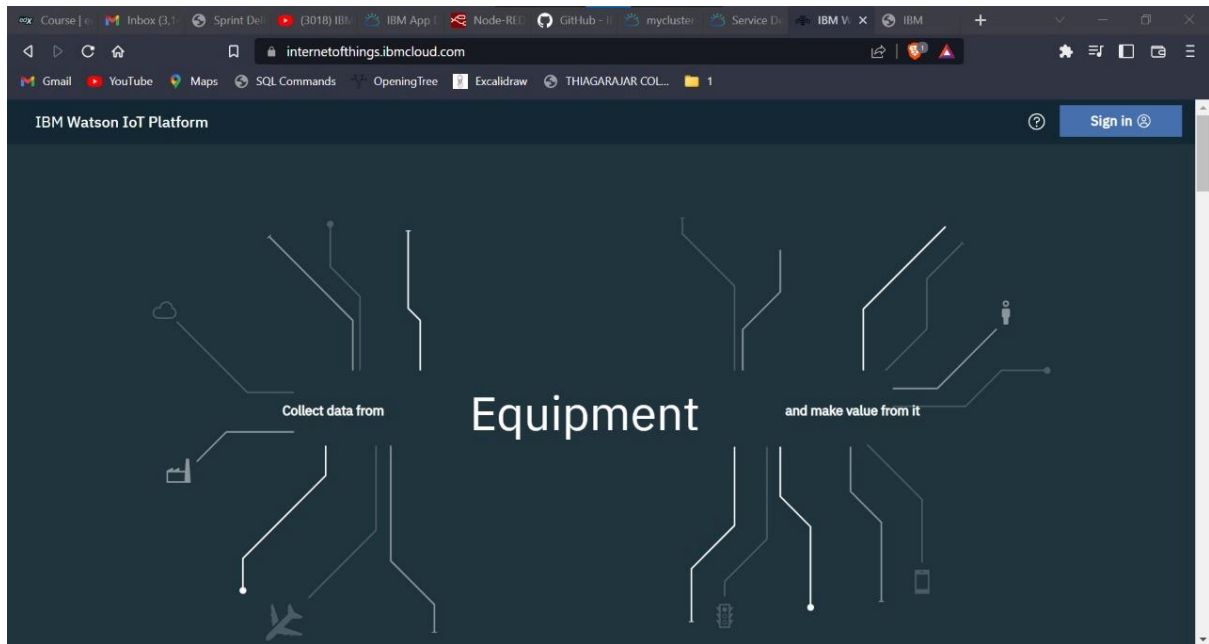 Course | e
Inbox (3,1
Sprint Deli
(3018) IBM
IBM App
Node-RED
GitHub - I
mycluster
Service D
IBM W
IBM
internetofthings.ibmcloud.com
Gmail
YouTube
Maps
SQL Commands
OpeningTree
Excalidraw
THIAGARAJAR COL...
1
IBM Watson IoT Platform
Sign in
Collect data from
Equipment
and make value from it